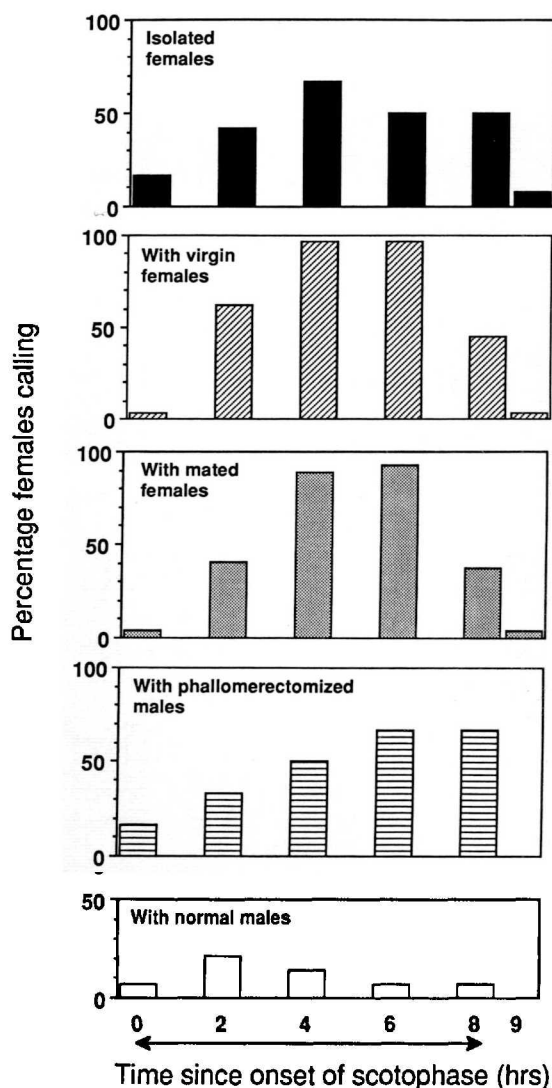 Percentage females calling
100
Isolated
females
50
0
100
With virgin
females
50
0
100
With mated
females
50
0
100
With phallomerectomized
males
50
0
50
With normal males
0
0 2 4 6 8 9
Time since onset of scotophase (hrs)